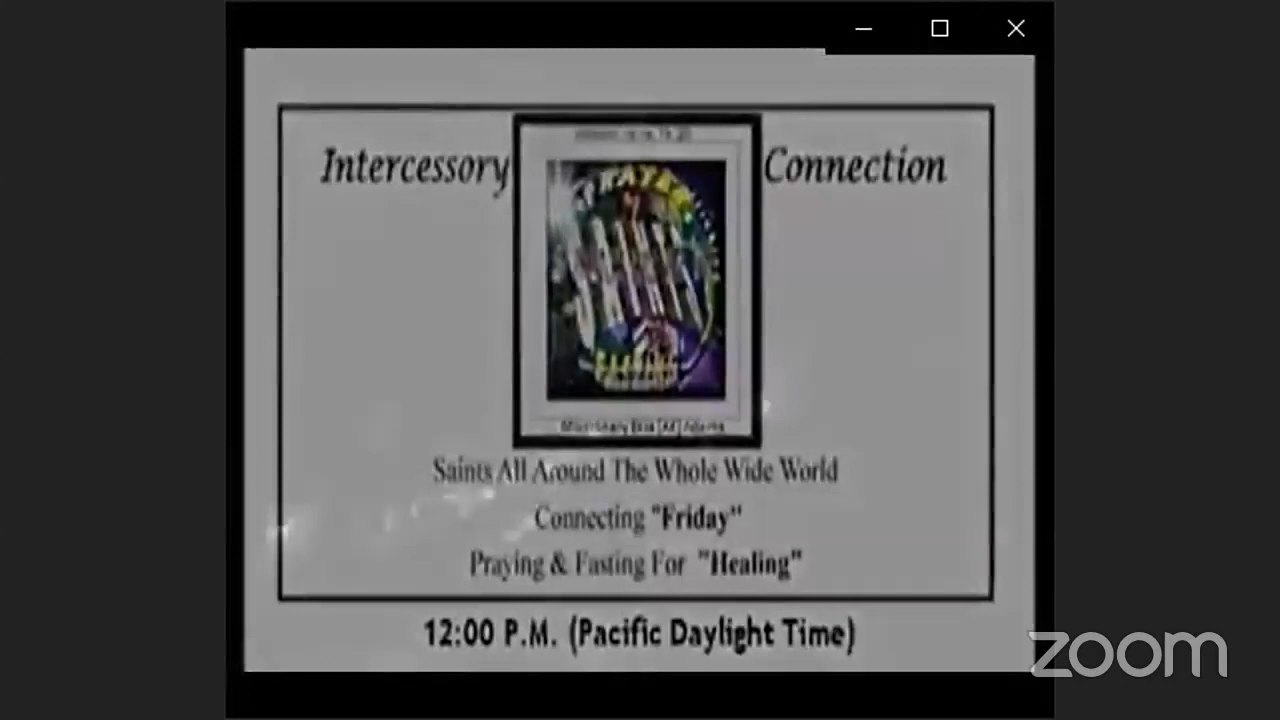 Intercessory Connection
Saints All Around The Whole Wide World
Connecting "Friday"
Praying & Fasting For "Healing"
12:00 P.M. (Pacific Daylight Time)
zoom